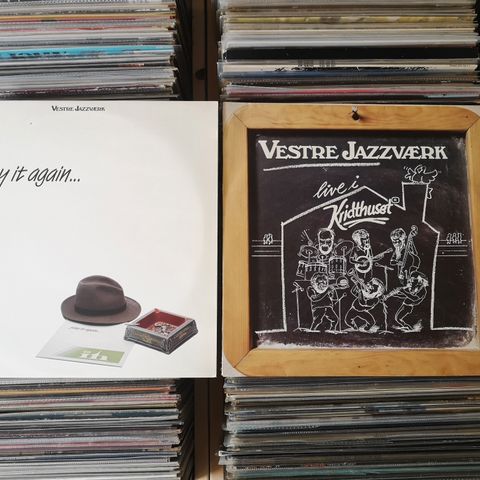 VESTRE JAZZVÆRK
y it again...
VESTRE JAZZVÆRK
live i
Kridthuset